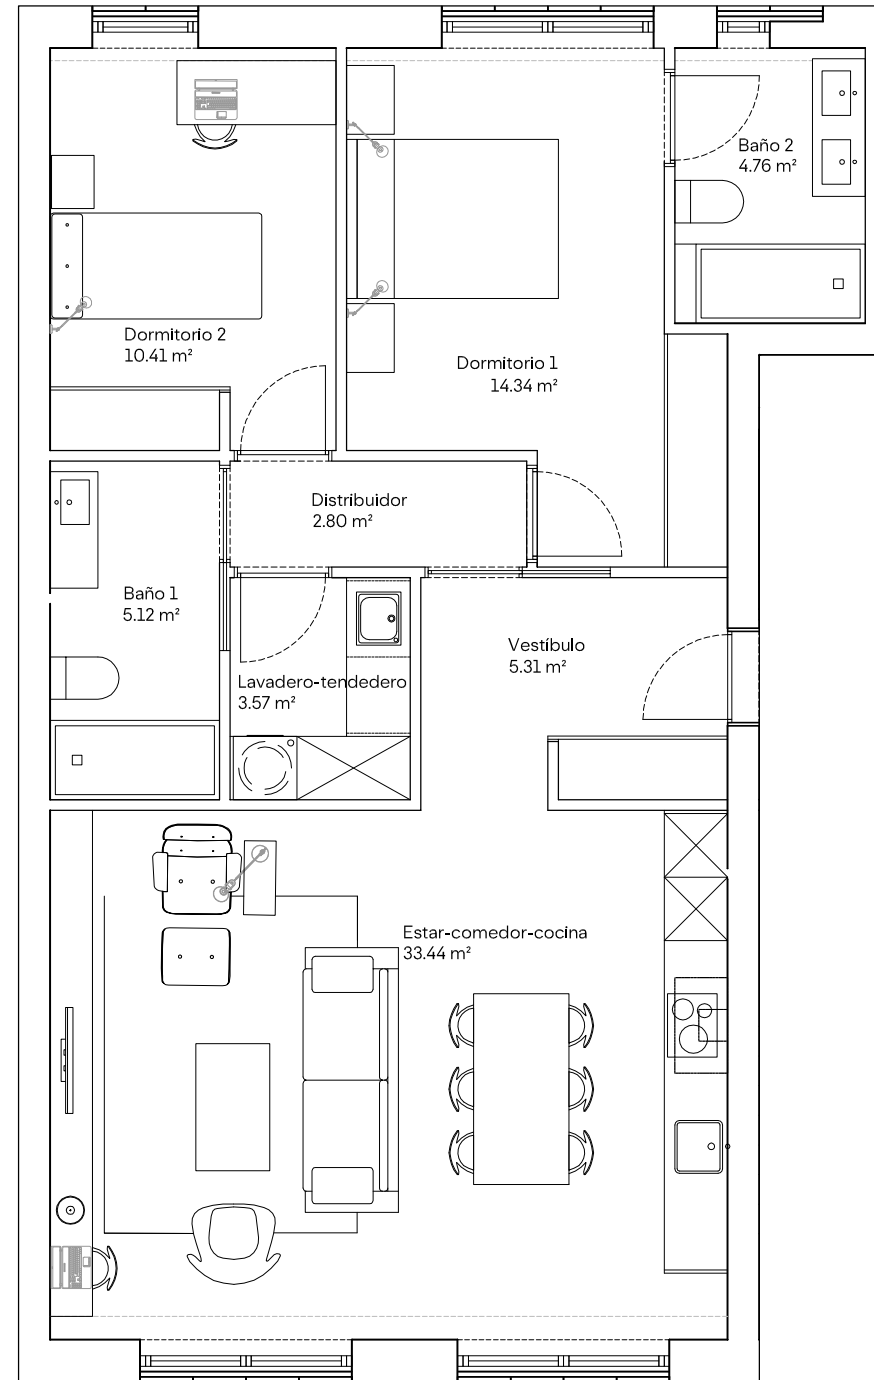 Baño 2
4.76 m²
Dormitorio 2
10.41 m²
Dormitorio 1
14.34 m²
Distribuidor
2.80 m²
Baño 1
5.12 m²
Vestíbulo
5.31 m²
Lavadero-tendedero
3.57 m²
Estar-comedor-cocina
33.44 m²